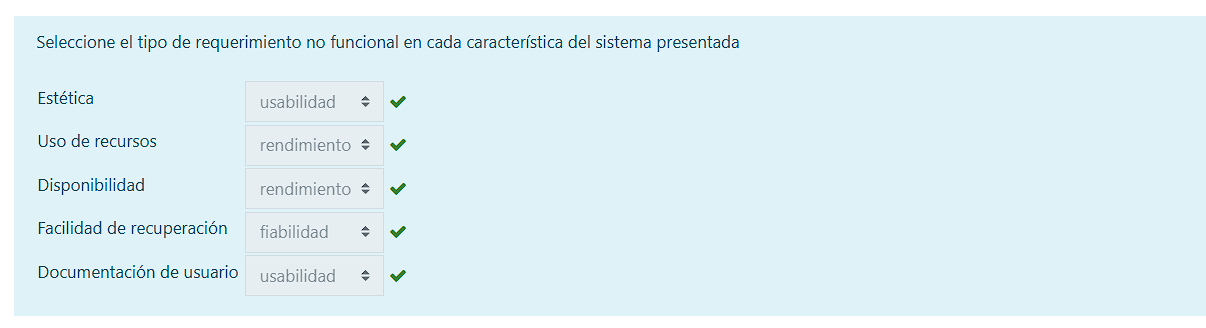 Seleccione el tipo de requerimiento no funcional en cada característica del sistema presentada
Estética usabilidad
Uso de recursos rendimiento
Disponibilidad rendimiento
Facilidad de recuperación fiabilidad
Documentación de usuario usabilidad